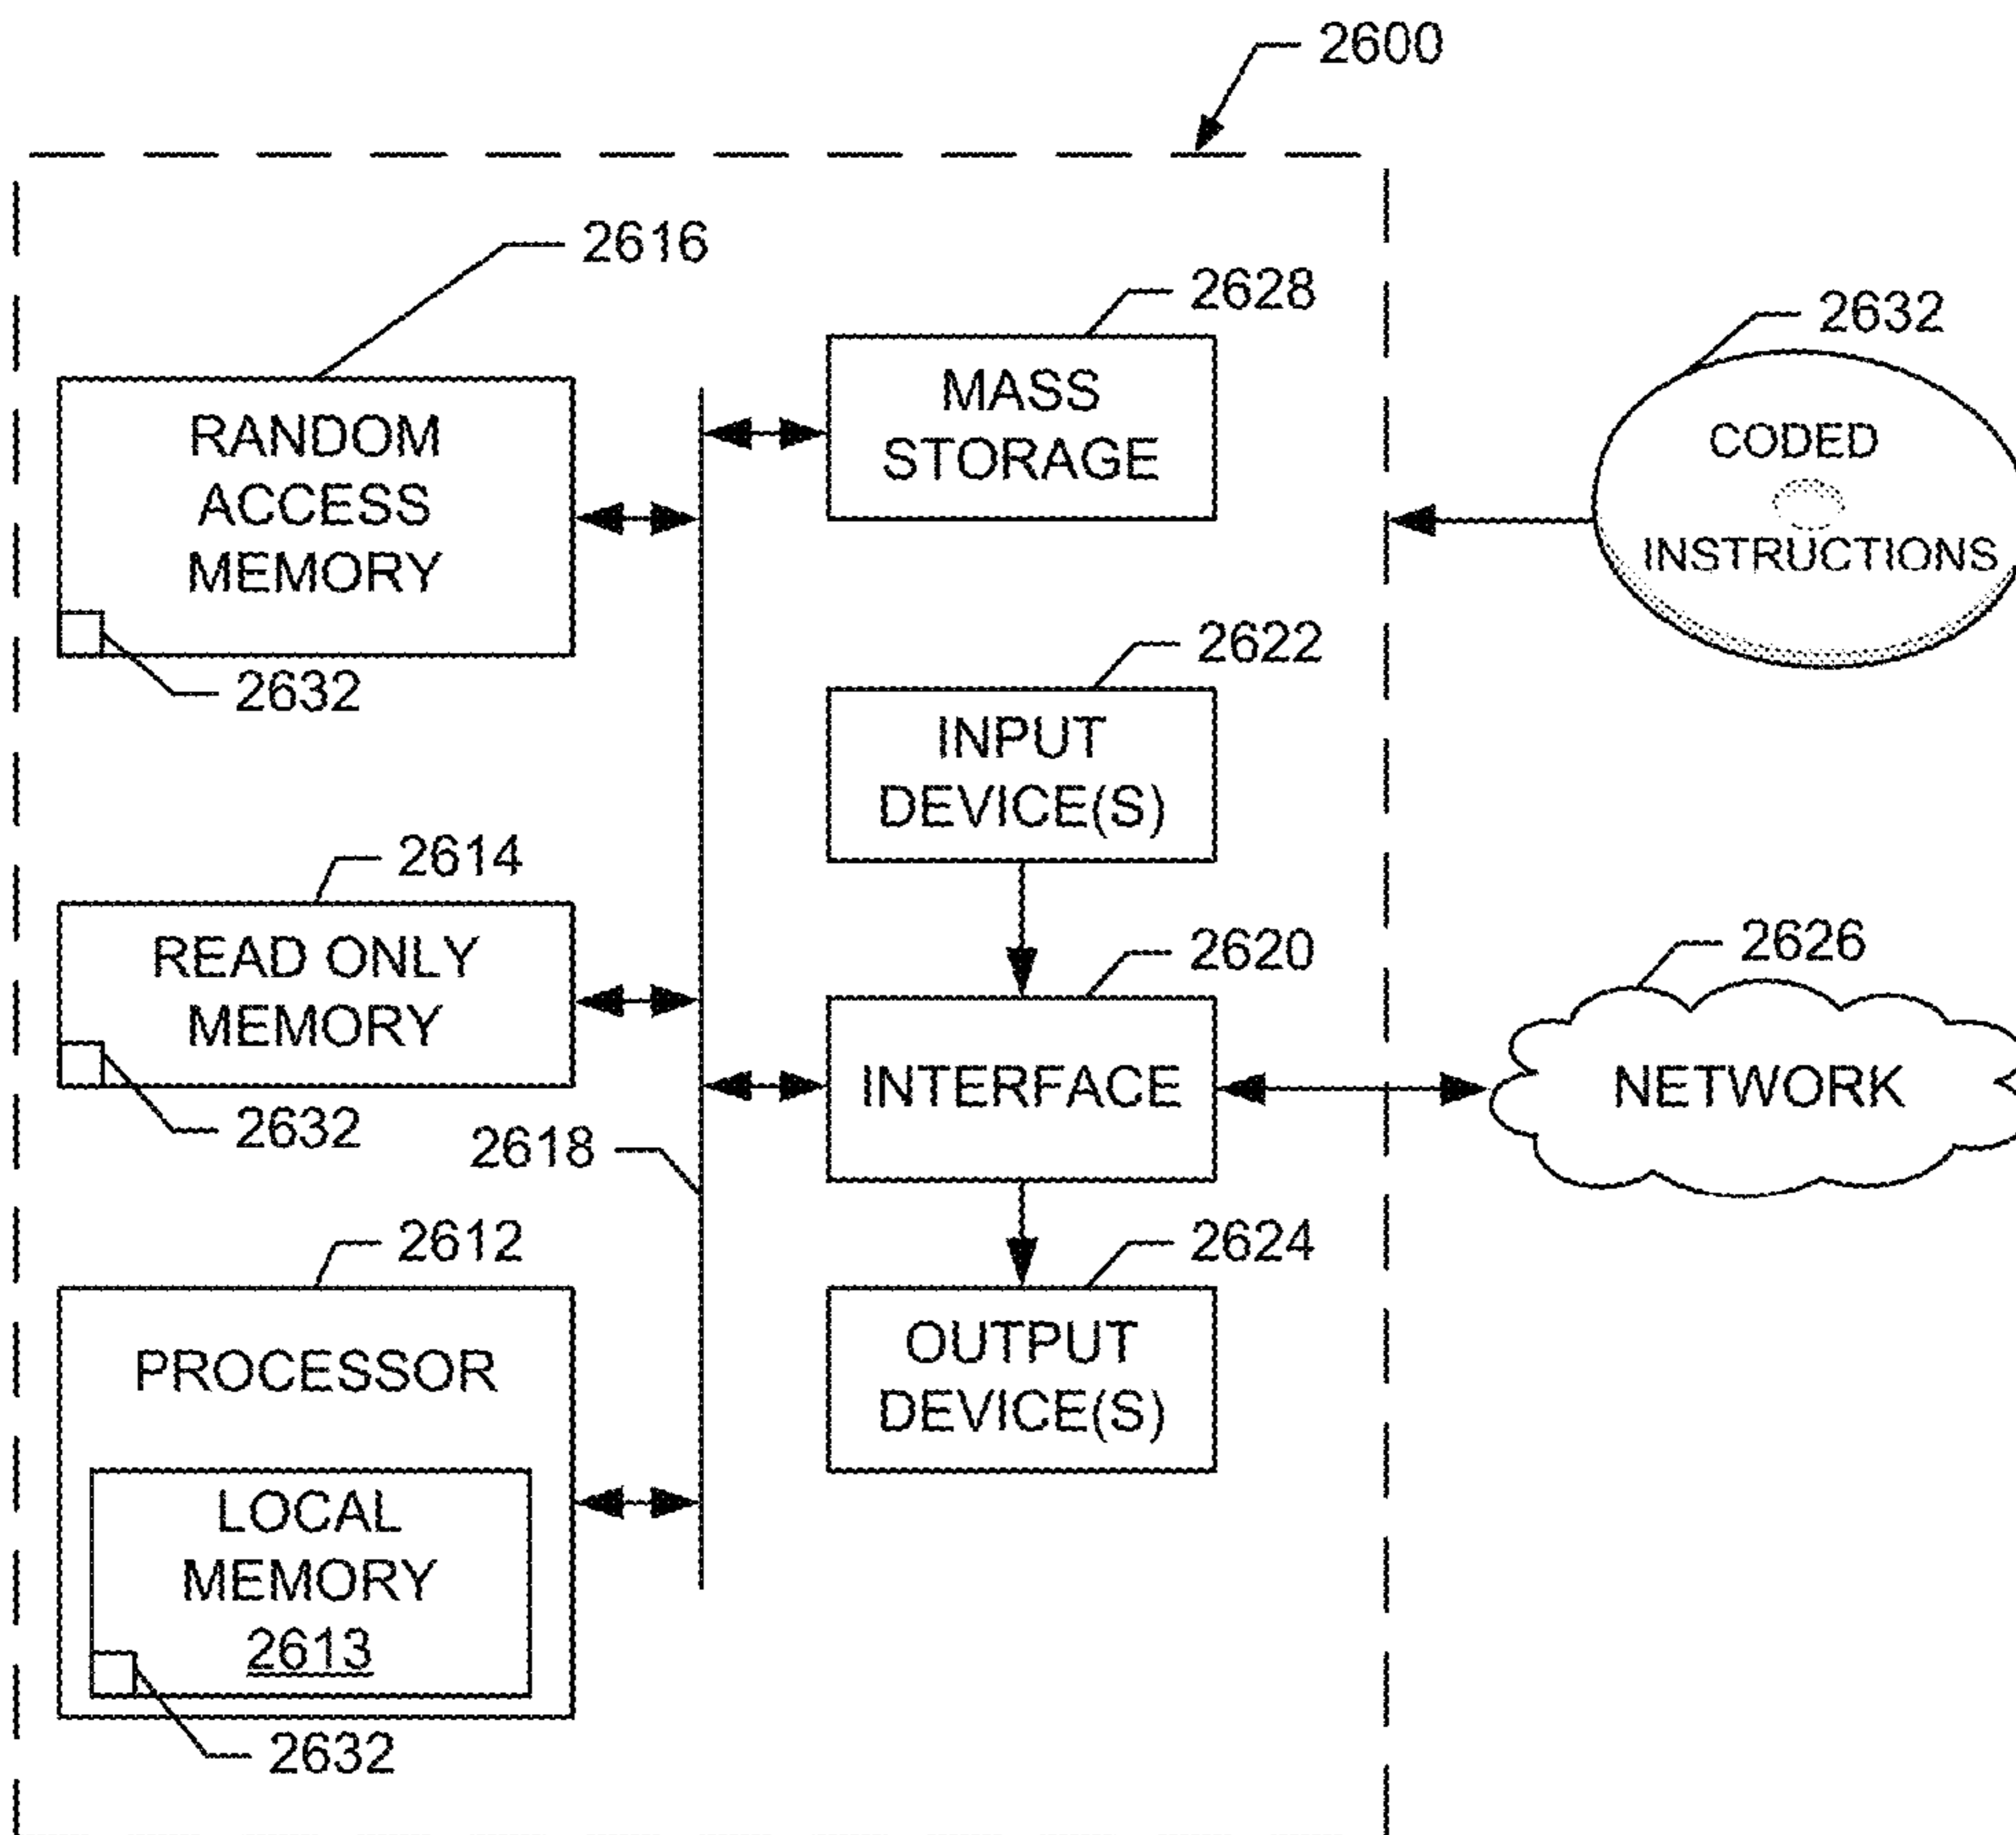 2600
2616
2628
2632
RANDOM
ACCESS
MEMORY
MASS
STORAGE
CODED
INSTRUCTIONS
2632
2622
INPUT
DEVICE(S)
2614
READ ONLY
MEMORY
2632
2620
INTERFACE
2626
NETWORK
2618
2612
PROCESSOR
LOCAL
MEMORY
2613
2632
2624
OUTPUT
DEVICE(S)